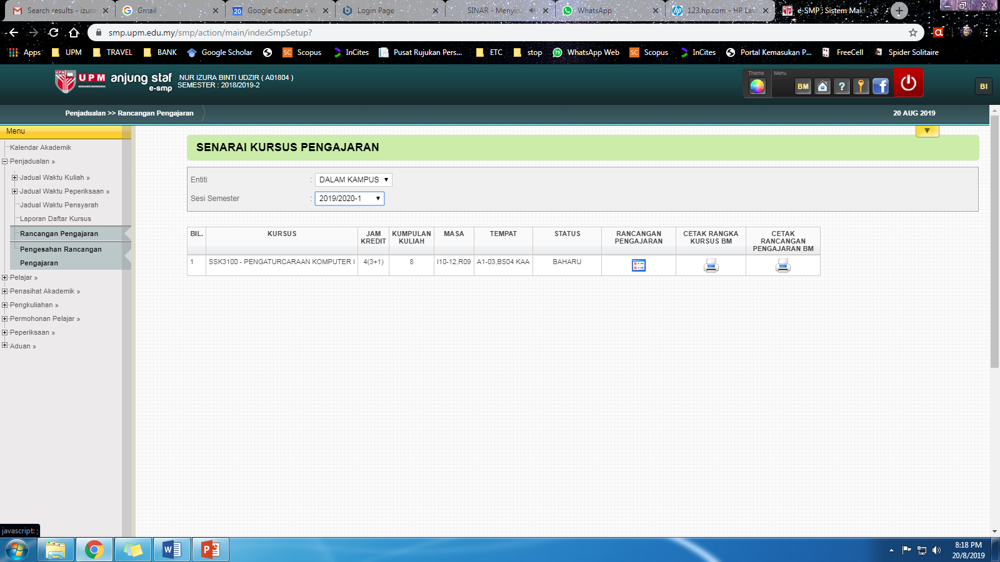 Search results - izura
Gmail
Google Calendar - W
Login Page
SINAR - Menyin
WhatsApp
123.hp.com - HP Las
e-SMP : Sistem Mak
smp.upm.edu.my/smp/action/main/indexSmpSetup?
Apps UPM TRAVEL BANK Google Scholar SC Scopus InCites Pusat Rujukan Pers... ETC stop WhatsApp Web SC Scopus InCites Portal Kemasukan P... FreeCell Spider Solitaire
UPM anjung staf
e-smp
NUR IZURA BINTI UDZIR ( A01804 )
SEMESTER : 2018/2019-2
Theme
Menu
BM
?
BI
Penjadualan >> Rancangan Pengajaran
20 AUG 2019
Menu
Kalendar Akademik
Penjadualan »
Jadual Waktu Kuliah »
Jadual Waktu Peperiksaan »
Jadual Waktu Pensyarah
Laporan Daftar Kursus
Rancangan Pengajaran
Pengesahan Rancangan
Pengajaran
Pelajar »
Penasihat Akademik »
Pengkuliahan »
Permohonan Pelajar »
Peperiksaan »
Aduan »
SENARAI KURSUS PENGAJARAN
Entiti : DALAM KAMPUS
Sesi Semester : 2019/2020-1
BIL. KURSUS JAM KREDIT KUMPULAN KULIAH MASA TEMPAT STATUS RANCANGAN PENGAJARAN CETAK RANGKA KURSUS BM CETAK RANCANGAN PENGAJARAN BM
1 SSK3100 - PENGATURCARAAN KOMPUTER I 4(3+1) 8 I10-12,R09 A1-03,BS04 KAA BAHARU
javascript: ;
8:18 PM
20/8/2019